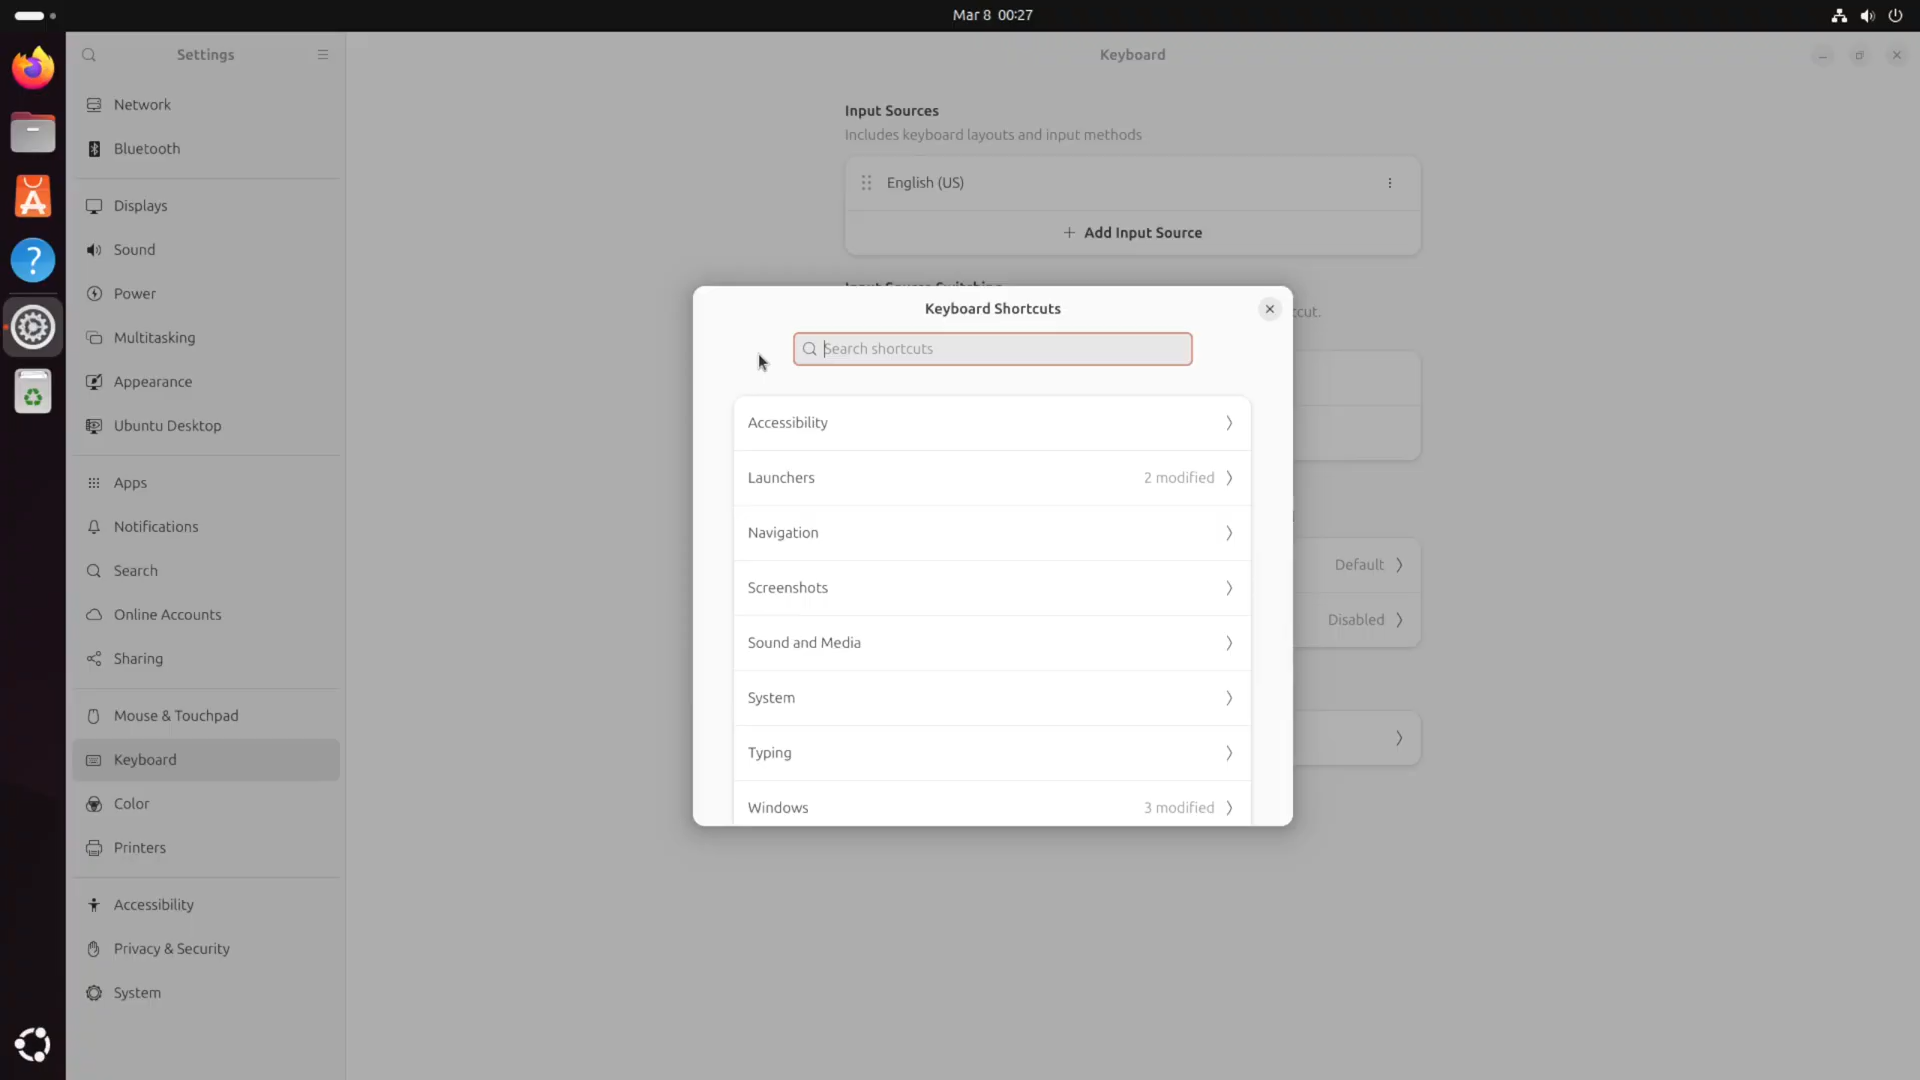 Mar 8 00:27
Settings
Keyboard
Network
Bluetooth
Displays
Sound
Power
Multitasking
Appearance
Ubuntu Desktop
Apps
Notifications
Search
Online Accounts
Sharing
Mouse & Touchpad
Keyboard
Color
Printers
Accessibility
Privacy & Security
System
Input Sources
Includes keyboard layouts and input methods
English (US)
+ Add Input Source
Keyboard Shortcuts
Search shortcuts
Accessibility
Launchers 2 modified
Navigation
Screenshots
Sound and Media
System
Typing
Windows 3 modified
Default
Disabled